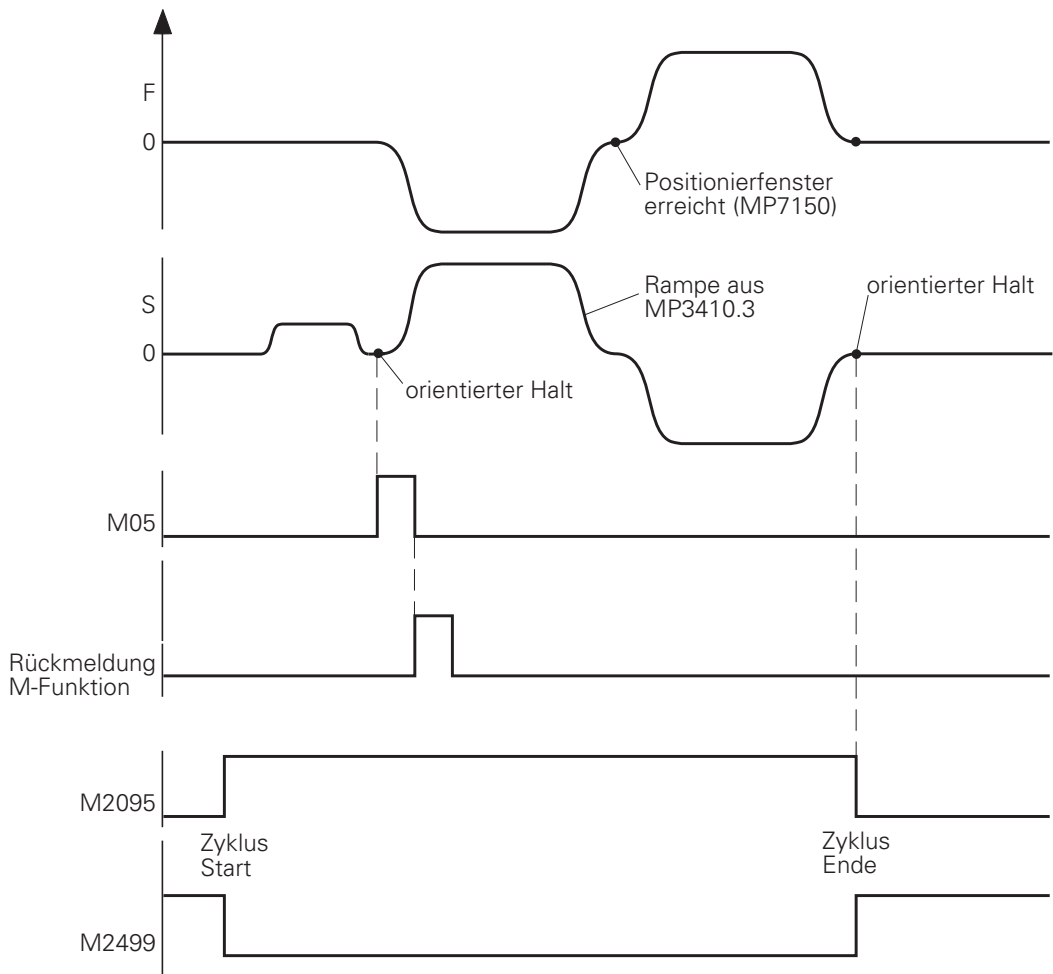 F
0
Positionierfenster
erreicht (MP7150)
S
0
Rampe aus
MP3410.3
orientierter Halt
orientierter Halt
M05
Rückmeldung
M-Funktion
M2095
Zyklus
Start
Zyklus
Ende
M2499